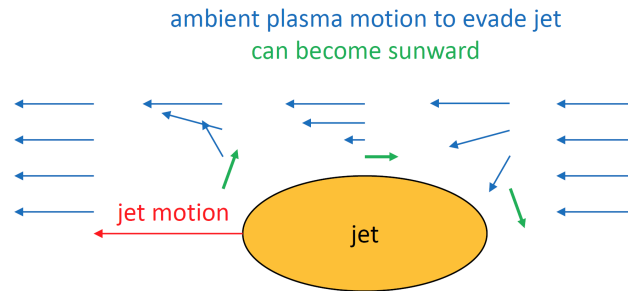 ambient plasma motion to evade jet
can become sunward
jet motion
jet